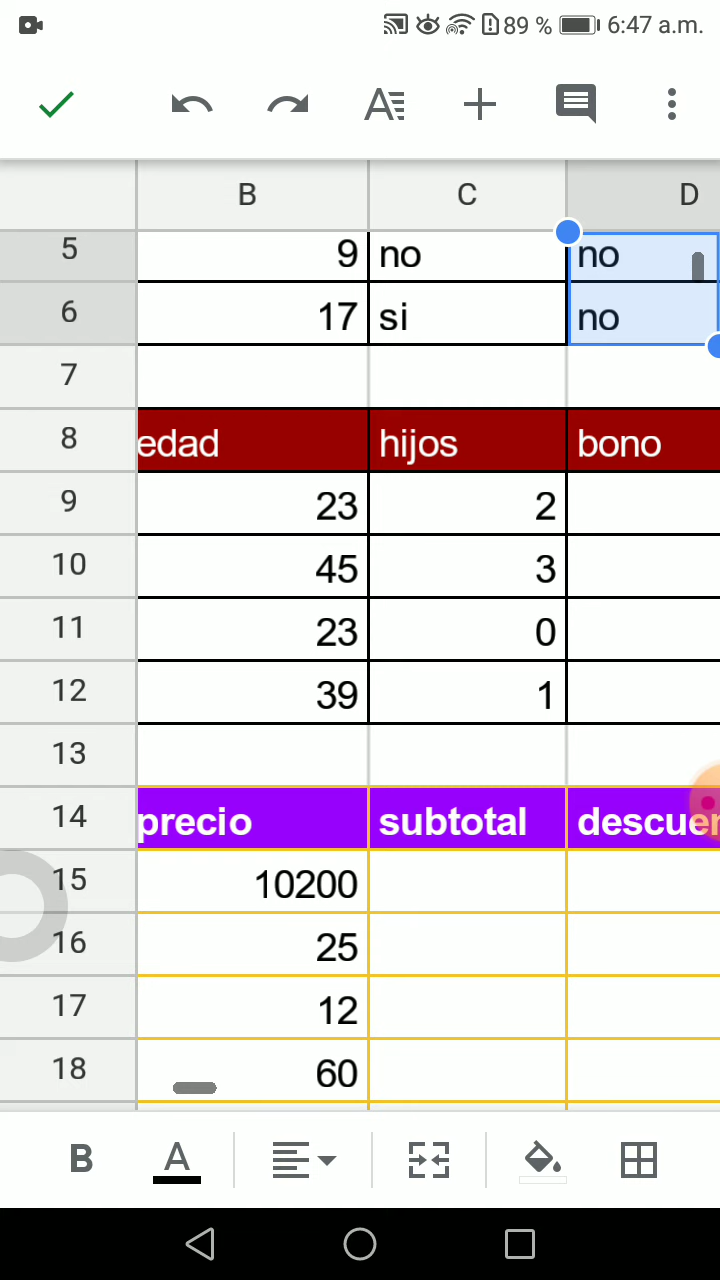 89 % 6:47 a.m.
B C D
5 9 no no
6 17 si no
7
8 edad hijos bono
9 23 2
10 45 3
11 23 0
12 39 1
13
14 precio subtotal descuen
15 10200
16 25
17 12
18 60
B A